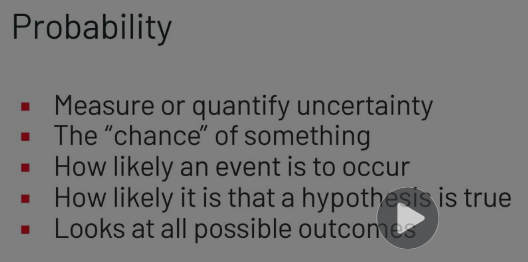 Probability
▪ Measure or quantify uncertainty
▪ The “chance” of something
▪ How likely an event is to occur
▪ How likely it is that a hypothesis is true
▪ Looks at all possible outcomes